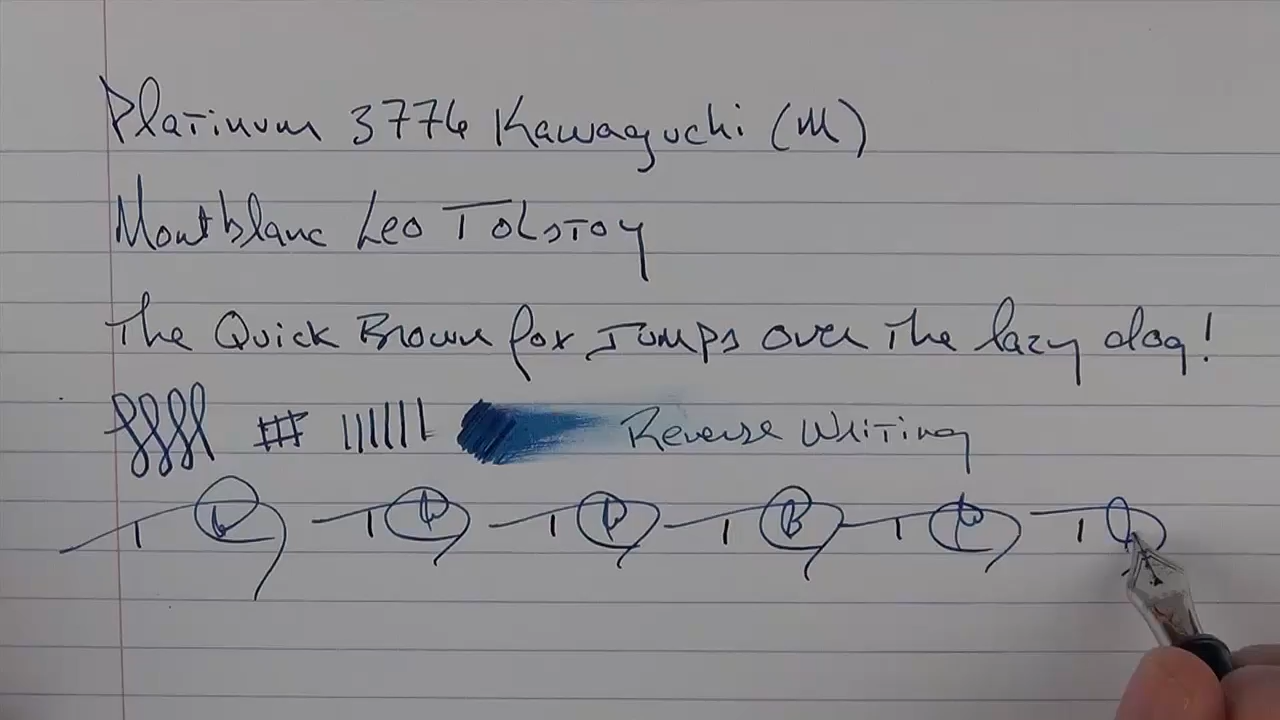 Platinum 3776 Kawaguchi (M)
Montblanc Leo Tolstoy
The Quick Brown fox Jumps over The lazy dog!
# Reverse Writing